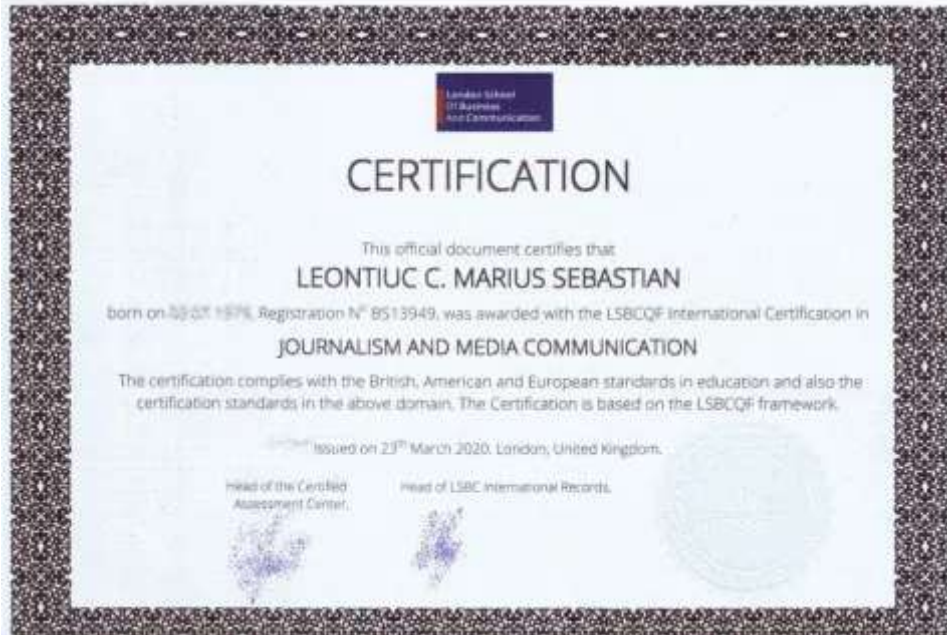 London School
Of Business
And Communication
CERTIFICATION
This official document certifies that
LEONTIUC C. MARIUS SEBASTIAN
born on Registration N° BS13949, was awarded with the LSBCQF International Certification in
JOURNALISM AND MEDIA COMMUNICATION
The certification complies with the British, American and European standards in education and also the
certification standards in the above domain. The Certification is based on the LSBCQF framework.
Issued on 23rd March 2020. London, United Kingdom.
Head of the Certified
Assessment Center,
Head of LSBC International Records,